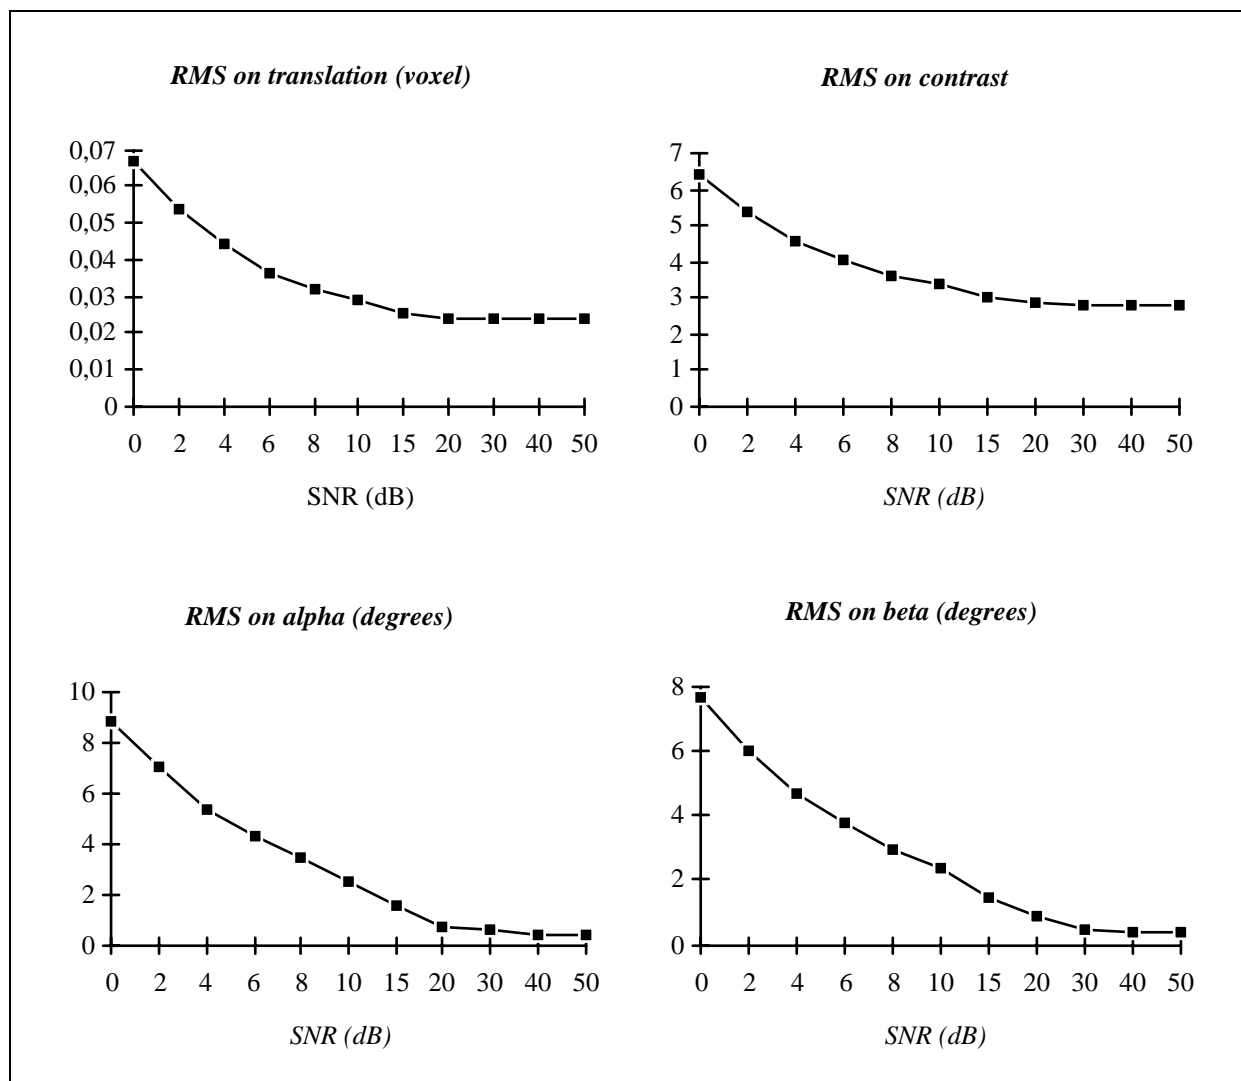 RMS on translation (voxel)
0,07
0,06
0,05
0,04
0,03
0,02
0,01
0
0 2 4 6 8 10 15 20 30 40 50
SNR (dB)
RMS on contrast
7
6
5
4
3
2
1
0
0 2 4 6 8 10 15 20 30 40 50
SNR (dB)
RMS on alpha (degrees)
10
8
6
4
2
0
0 2 4 6 8 10 15 20 30 40 50
SNR (dB)
RMS on beta (degrees)
8
6
4
2
0
0 2 4 6 8 10 15 20 30 40 50
SNR (dB)